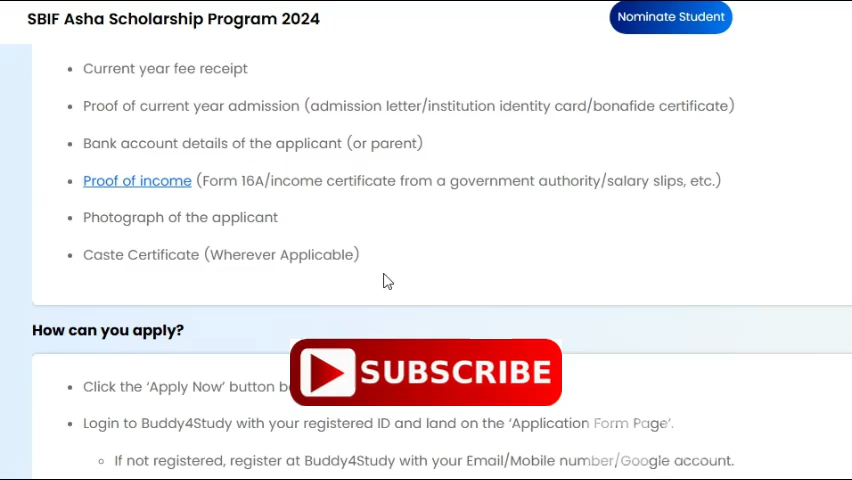 SBIF Asha Scholarship Program 2024
Nominate Student
Current year fee receipt
Proof of current year admission (admission letter/institution identity card/bonafide certificate)
Bank account details of the applicant (or parent)
Proof of income (Form 16A/income certificate from a government authority/salary slips, etc.)
Photograph of the applicant
Caste Certificate (Wherever Applicable)
How can you apply?
SUBSCRIBE
Click the ‘Apply Now’ button
Login to Buddy4Study with your registered ID and land on the ‘Application Form Page’.
If not registered, register at Buddy4Study with your Email/Mobile number/Google account.